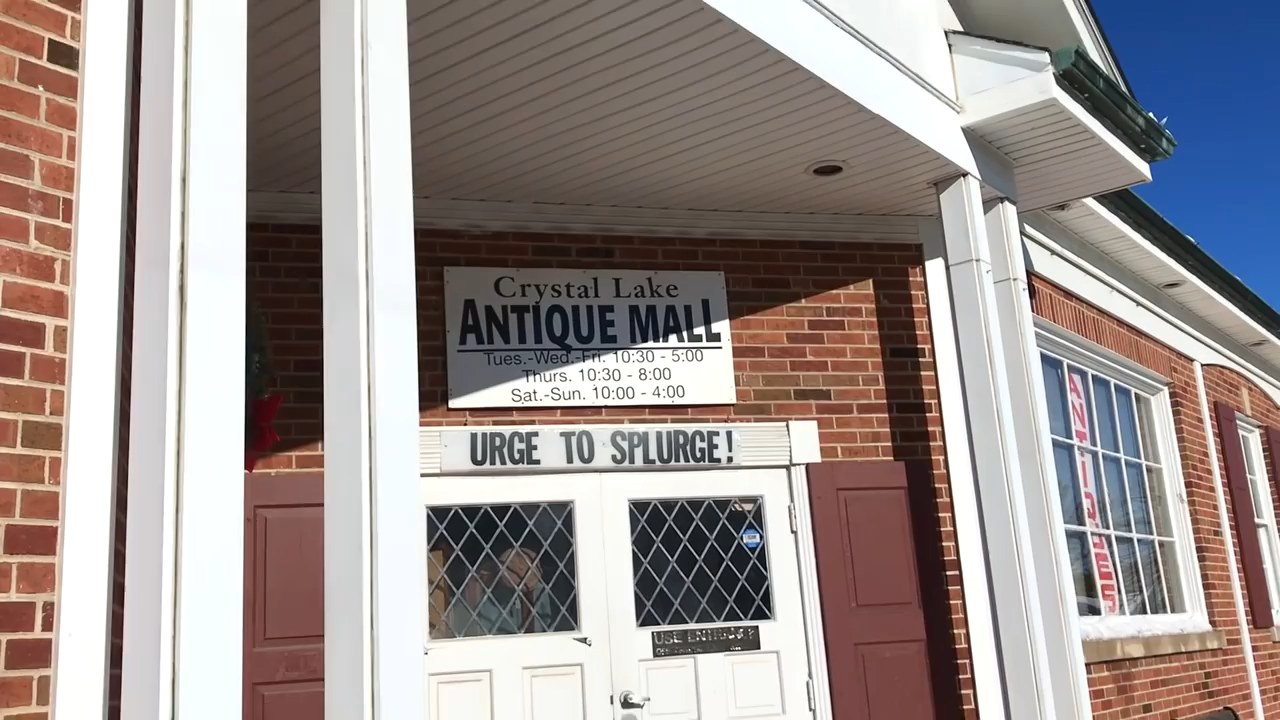 Crystal Lake
ANTIQUE MALL
Tues.-Wed.-Fri. 10:30 - 5:00
Thurs. 10:30 - 8:00
Sat.-Sun. 10:00 - 4:00
URGE TO SPLURGE!
ANTIQUES
USE